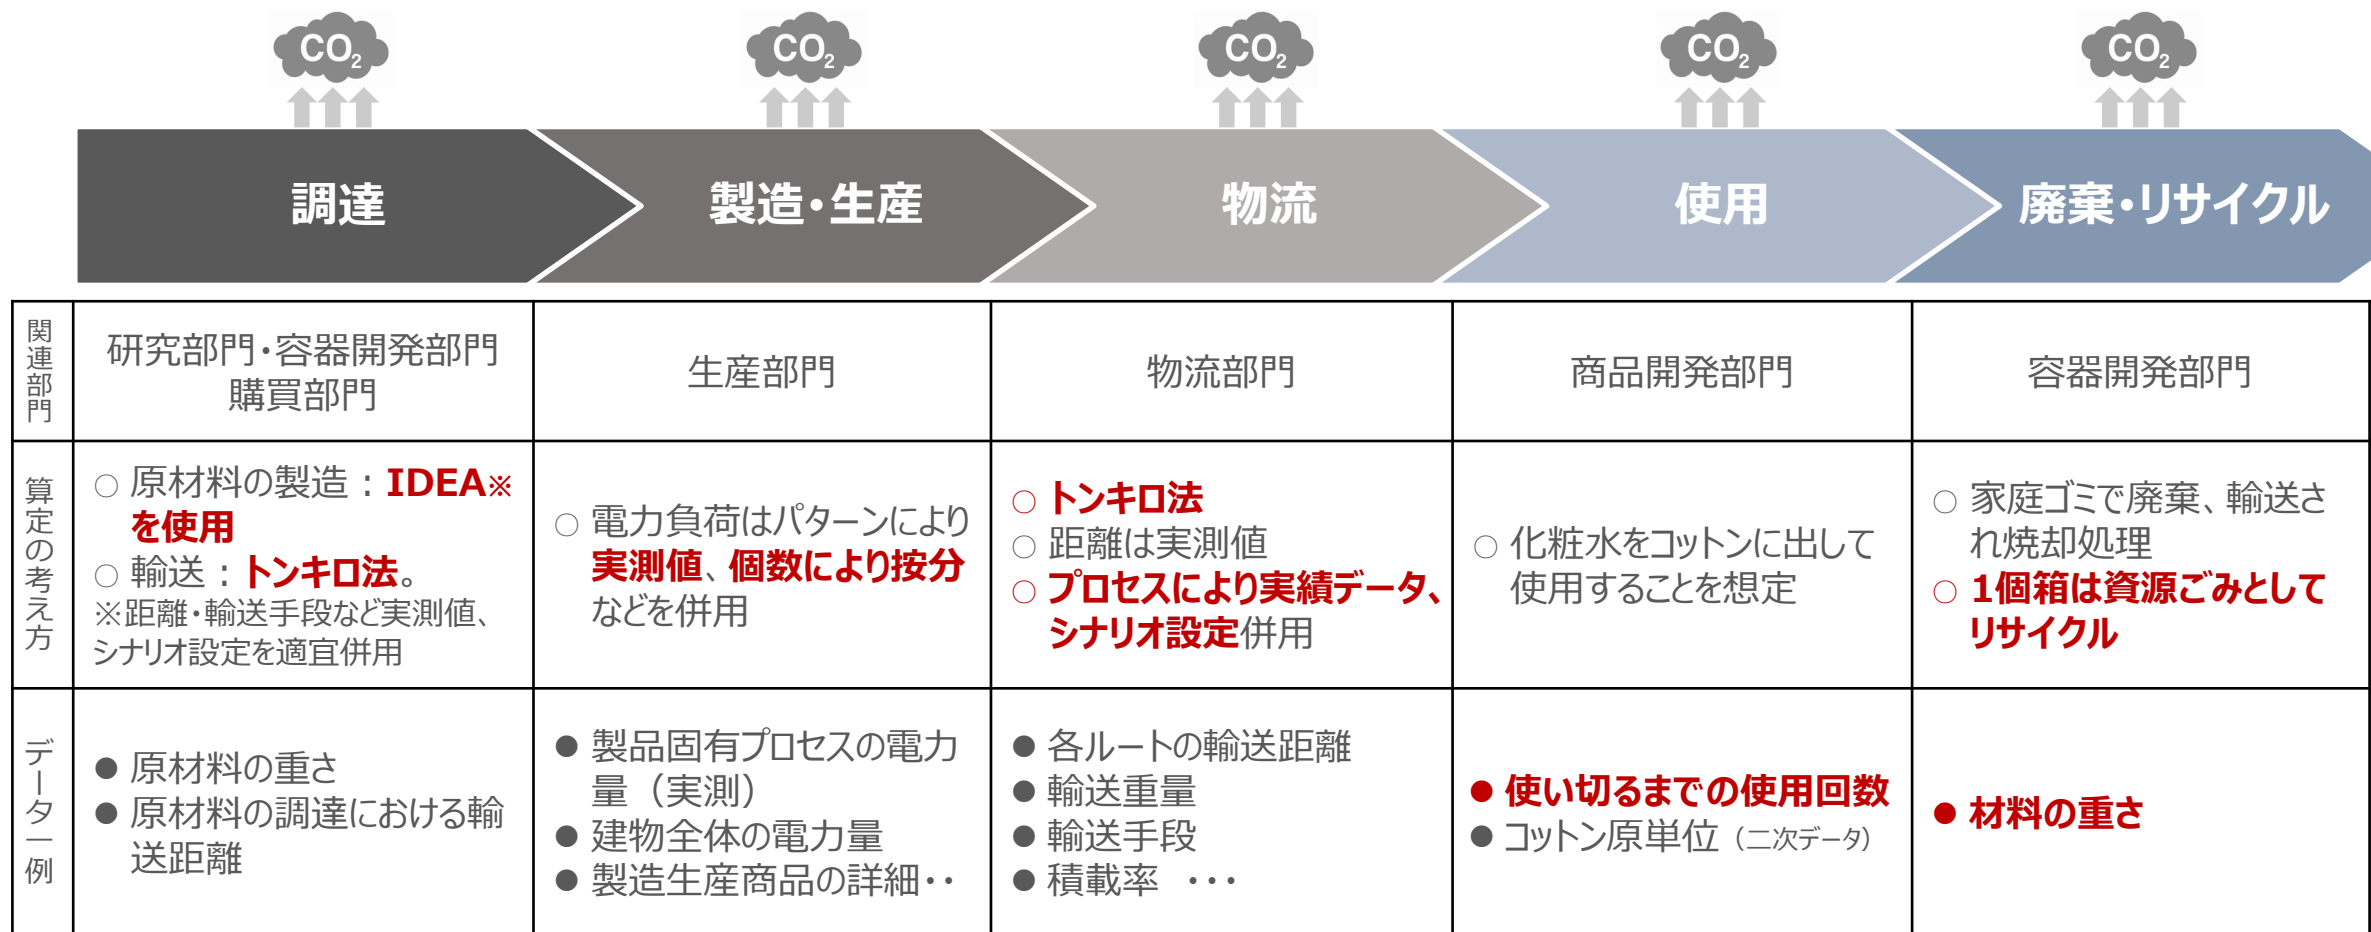 CO₂
CO₂
CO₂
CO₂
CO₂
調達
製造・生産
物流
使用
廃棄・リサイクル
関連部門
研究部門・容器開発部門
購買部門
生産部門
物流部門
商品開発部門
容器開発部門
算定の考え方
○ 原材料の製造：IDEA※
を使用
○ 輸送：トンキロ法。
※距離・輸送手段など実測値、
シナリオ設定を適宜併用
○ 電力負荷はパターンにより
実測値、個数により按分
などを併用
○ トンキロ法
○ 距離は実測値
○ プロセスにより実績データ、
シナリオ設定併用
○ 化粧水をコットンに出して
使用することを想定
○ 家庭ゴミで廃棄、輸送さ
れ焼却処理
○ 1個箱は資源ごみとして
リサイクル
データ一例
● 原材料の重さ
● 原材料の調達における輸
送距離
● 製品固有プロセスの電力
量（実測）
● 建物全体の電力量
● 製造生産商品の詳細・・
● 各ルートの輸送距離
● 輸送重量
● 輸送手段
● 積載率 ・・・
● 使い切るまでの使用回数
● コットン原単位（二次データ）
● 材料の重さ